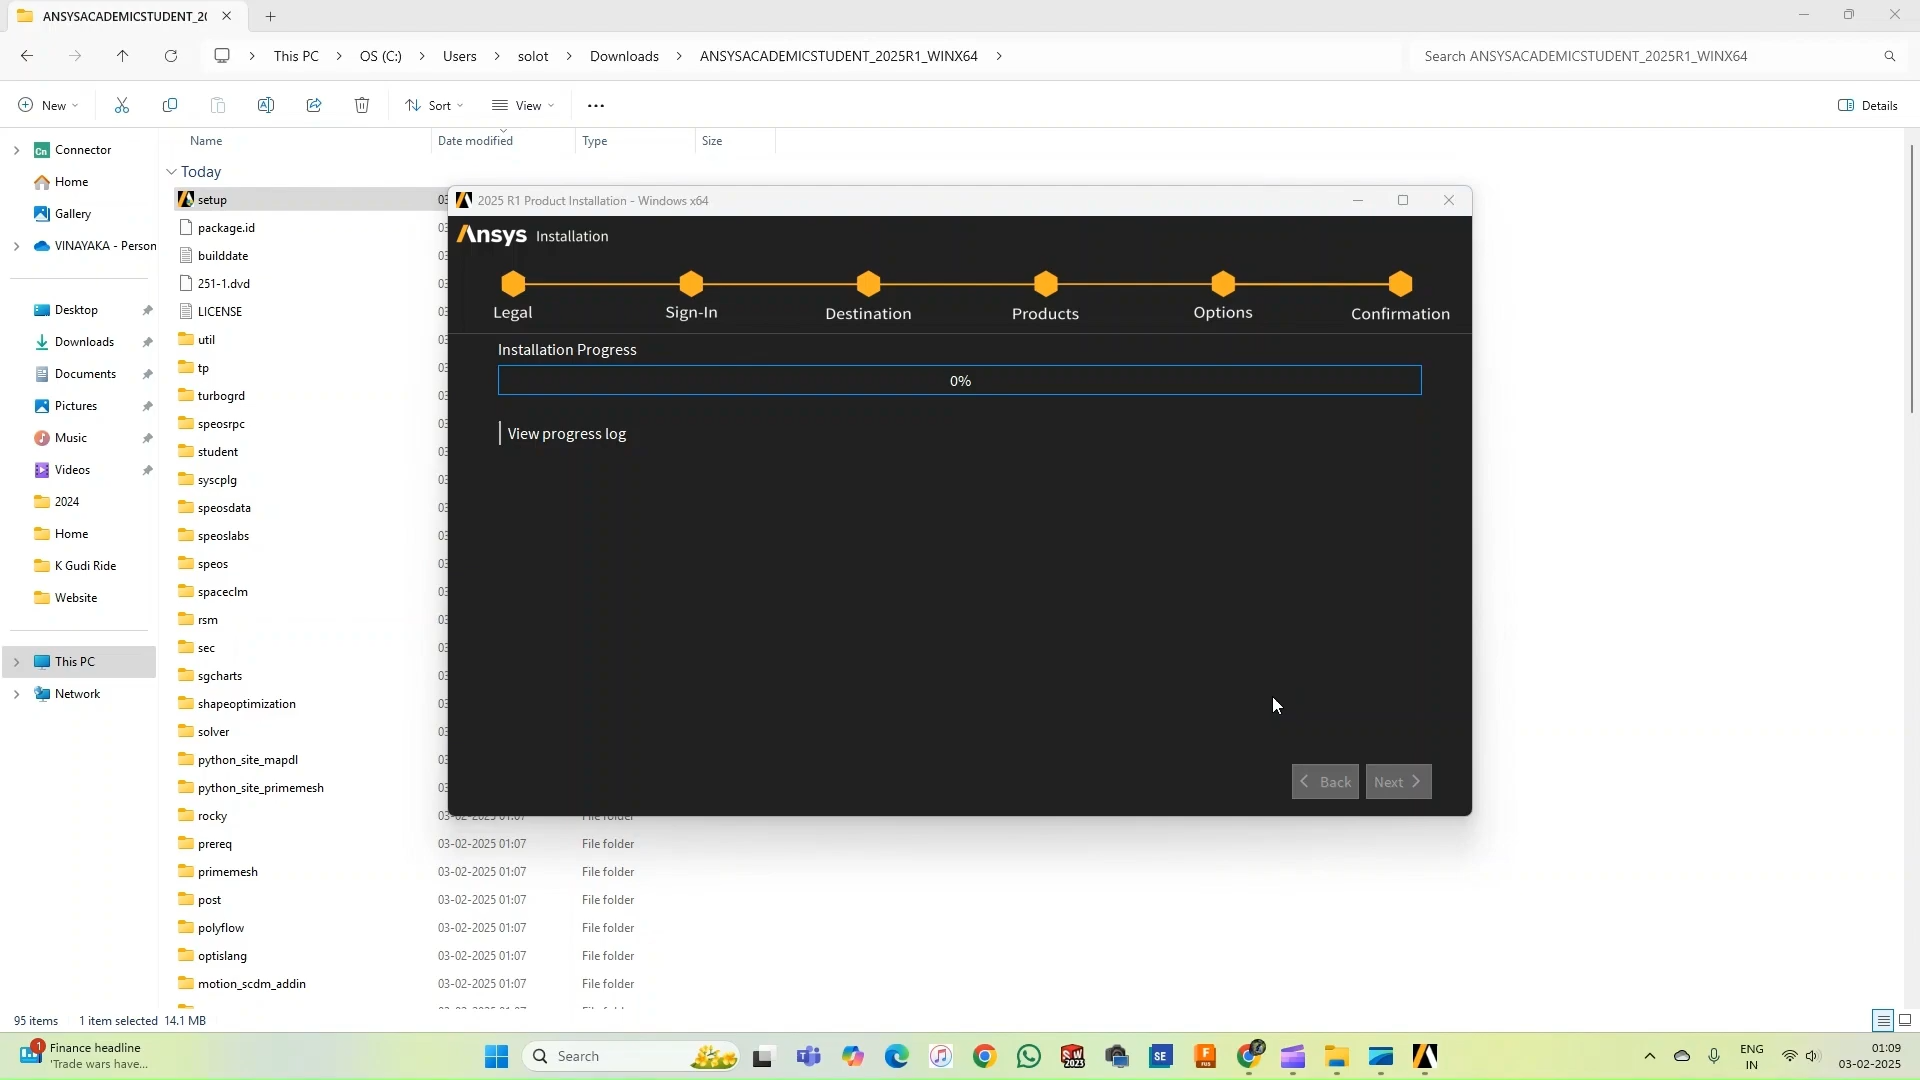 ANSYSACADEMICSTUDENT_20
This PC
OS (C:)
Users
solot
Downloads
ANSYSACADEMICSTUDENT_2025R1_WINX64
Search ANSYSACADEMICSTUDENT_2025R1_WINX64
New
Sort
View
Details
Cn Connector
Home
Gallery
VINAYAKA - Person
Desktop
Downloads
Documents
Pictures
Music
Videos
2024
Home
K Gudi Ride
Website
This PC
Network
Name
Date modified
Type
Size
Today
setup
package.id
builddate
251-1.dvd
LICENSE
util
tp
turbogrd
speosrpc
student
syscplg
speosdata
speoslabs
speos
spaceclm
rsm
sec
sgcharts
shapeoptimization
solver
python_site_mapdl
python_site_primemesh
rocky
prereq 03-02-2025 01:07 File folder
primemesh 03-02-2025 01:07 File folder
post 03-02-2025 01:07 File folder
polyflow 03-02-2025 01:07 File folder
optislang 03-02-2025 01:07 File folder
motion_scdm_addin 03-02-2025 01:07 File folder
2025 R1 Product Installation - Windows x64
Ansys Installation
Legal
Sign-In
Destination
Products
Options
Confirmation
Installation Progress
0%
View progress log
Back
Next
95 items 1 item selected 14.1 MB
1
Finance headline
'Trade wars have...
Search
SW
2023
SE
F
FUS
ENG
IN
01:09
03-02-2025